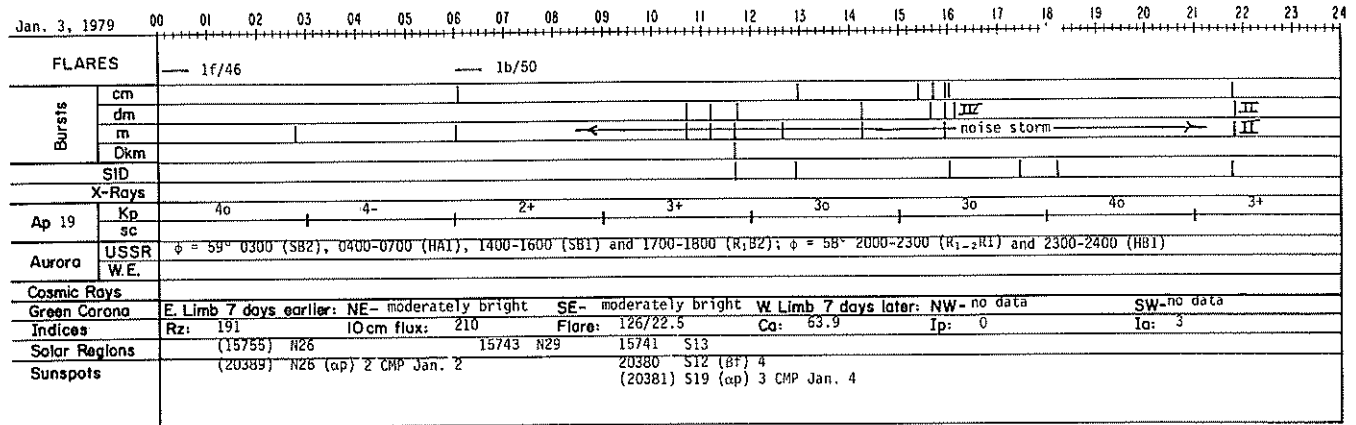 Jan. 3, 1979 00 01 02 03 04 05 06 07 08 09 10 11 12 13 14 15 16 17 18 19 20 21 22 23 24
FLARES 1f/46 1b/50
Bursts
cm
dm IV II
m noise storm II
Dkm
SID
X-Rays
Ap 19 Kp 4o 4- 2+ 3+ 3o 3o 4o 3+
sc
Aurora USSR φ = 59° 0300 (SB2), 0400-0700 (HA1), 1400-1600 (SB1) and 1700-1800 (R₁B2); φ = 58° 2000-2300 (R₁₋₂R1) and 2300-2400 (HB1)
W.E.
Cosmic Rays
Green Corona E. Limb 7 days earlier: NE- moderately bright SE- moderately bright W. Limb 7 days later: NW- no data SW- no data
Indices Rz: 191 10cm flux: 210 Flare: 126/22.5 Ca: 63.9 Ip: 0 Ia: 3
Solar Regions (15755) N26 15743 N29 15741 S13
Sunspots (20389) N26 (αp) 2 CMP Jan. 2 20380 S12 (βf) 4
(20381) S19 (αp) 3 CMP Jan. 4